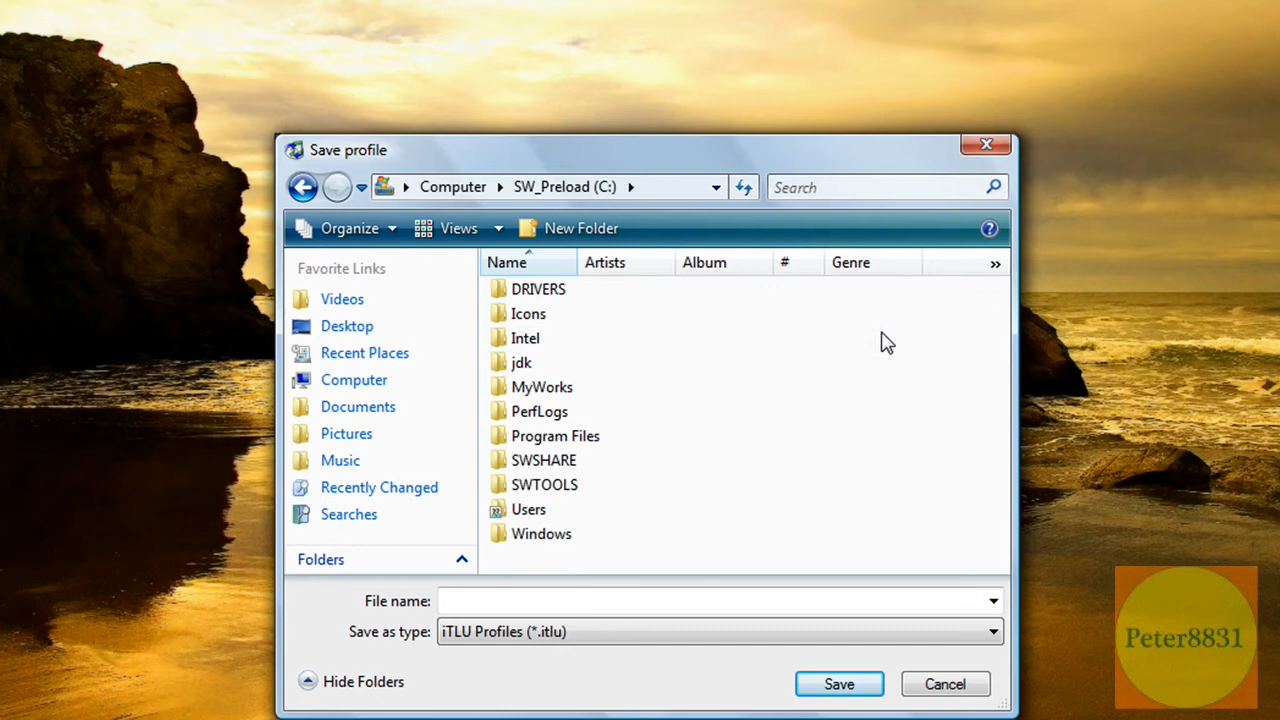 Save profile
Computer SW_Preload (C:)
Search
Organize Views New Folder
Favorite Links
Videos
Desktop
Recent Places
Computer
Documents
Pictures
Music
Recently Changed
Searches
Folders
Name Artists Album # Genre »
DRIVERS
Icons
Intel
jdk
MyWorks
PerfLogs
Program Files
SWSHARE
SWTOOLS
Users
Windows
File name:
Save as type: iTLU Profiles (*.itlu)
Hide Folders
Save Cancel
Peter8831